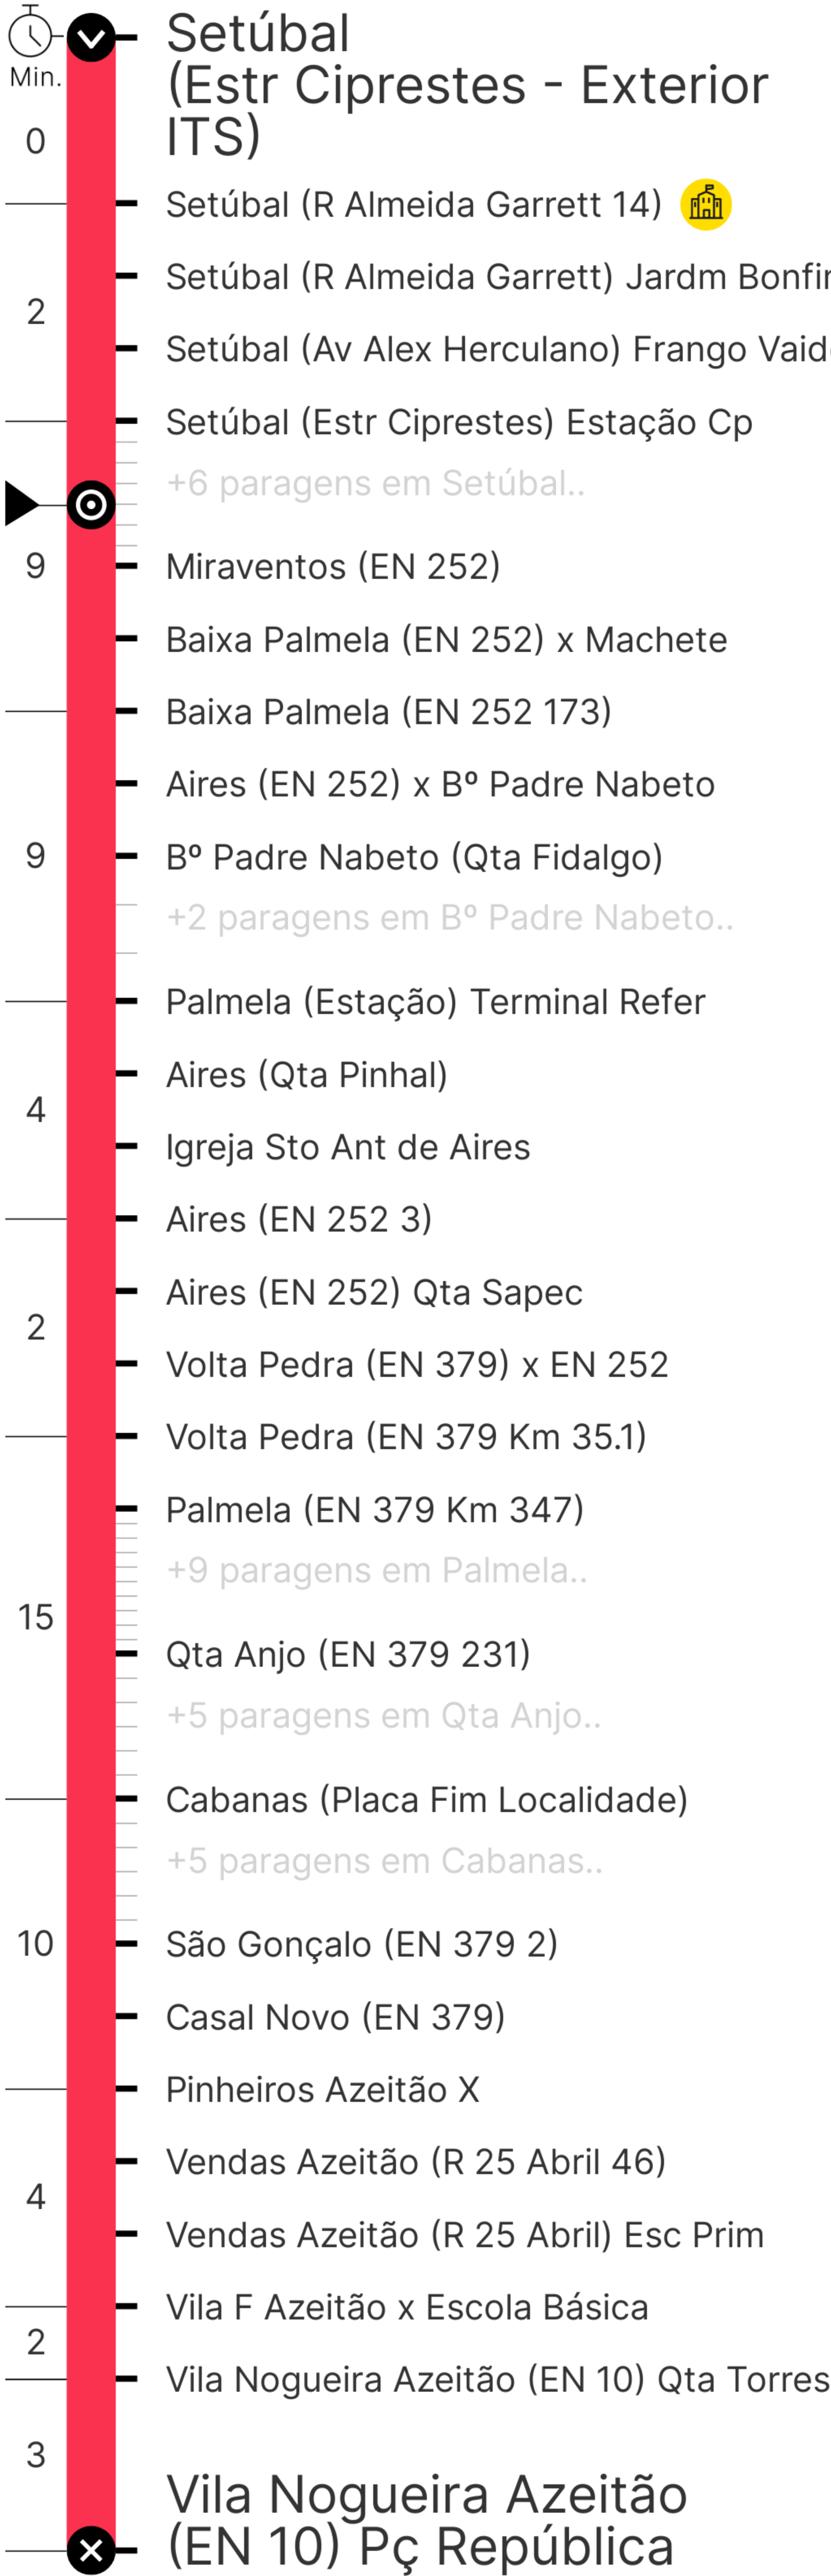 Setúbal
(Estr Ciprestes - Exterior
ITS)
Min.
0
Setúbal (R Almeida Garrett 14)
Setúbal (R Almeida Garrett) Jardm
2
Setúbal (Av Alex Herculano) Frango
Setúbal (Estr Ciprestes) Estação Cp
+6 paragens em Setúbal..
9
Miraventos (EN 252)
Baixa Palmela (EN 252) x Machete
Baixa Palmela (EN 252 173)
Aires (EN 252) x Bº Padre Nabeto
9
Bº Padre Nabeto (Qta Fidalgo)
+2 paragens em Bº Padre Nabeto..
Palmela (Estação) Terminal Refer
Aires (Qta Pinhal)
4
Igreja Sto Ant de Aires
Aires (EN 252 3)
Aires (EN 252) Qta Sapec
2
Volta Pedra (EN 379) x EN 252
Volta Pedra (EN 379 Km 35.1)
Palmela (EN 379 Km 347)
+9 paragens em Palmela..
15
Qta Anjo (EN 379 231)
+5 paragens em Qta Anjo..
Cabanas (Placa Fim Localidade)
+5 paragens em Cabanas..
10
São Gonçalo (EN 379 2)
Casal Novo (EN 379)
Pinheiros Azeitão X
Vendas Azeitão (R 25 Abril 46)
4
Vendas Azeitão (R 25 Abril) Esc Prim
Vila F Azeitão x Escola Básica
2
Vila Nogueira Azeitão (EN 10) Qta Torres
3
Vila Nogueira Azeitão
(EN 10) Pç República